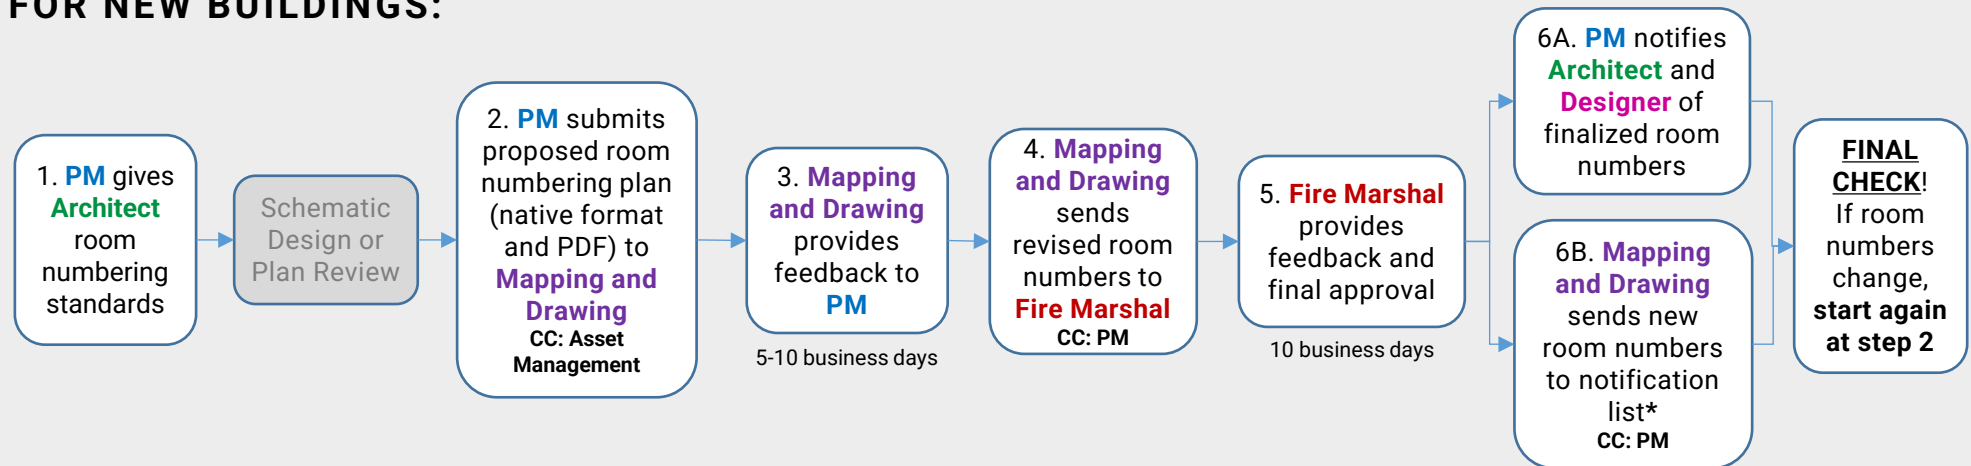 FOR NEW BUILDINGS:
1. PM gives
Architect
room
numbering
standards
Schematic
Design or
Plan Review
2. PM submits
proposed room
numbering plan
(native format
and PDF) to
Mapping and
Drawing
CC: Asset
Management
3. Mapping
and Drawing
provides
feedback to
PM
5-10 business days
4. Mapping
and Drawing
sends
revised room
numbers to
Fire Marshal
CC: PM
5. Fire Marshal
provides
feedback and
final approval
10 business days
6A. PM notifies
Architect and
Designer of
finalized room
numbers
6B. Mapping
and Drawing
sends new
room numbers
to notification
list*
CC: PM
FINAL
CHECK!
If room
numbers
change,
start again
at step 2